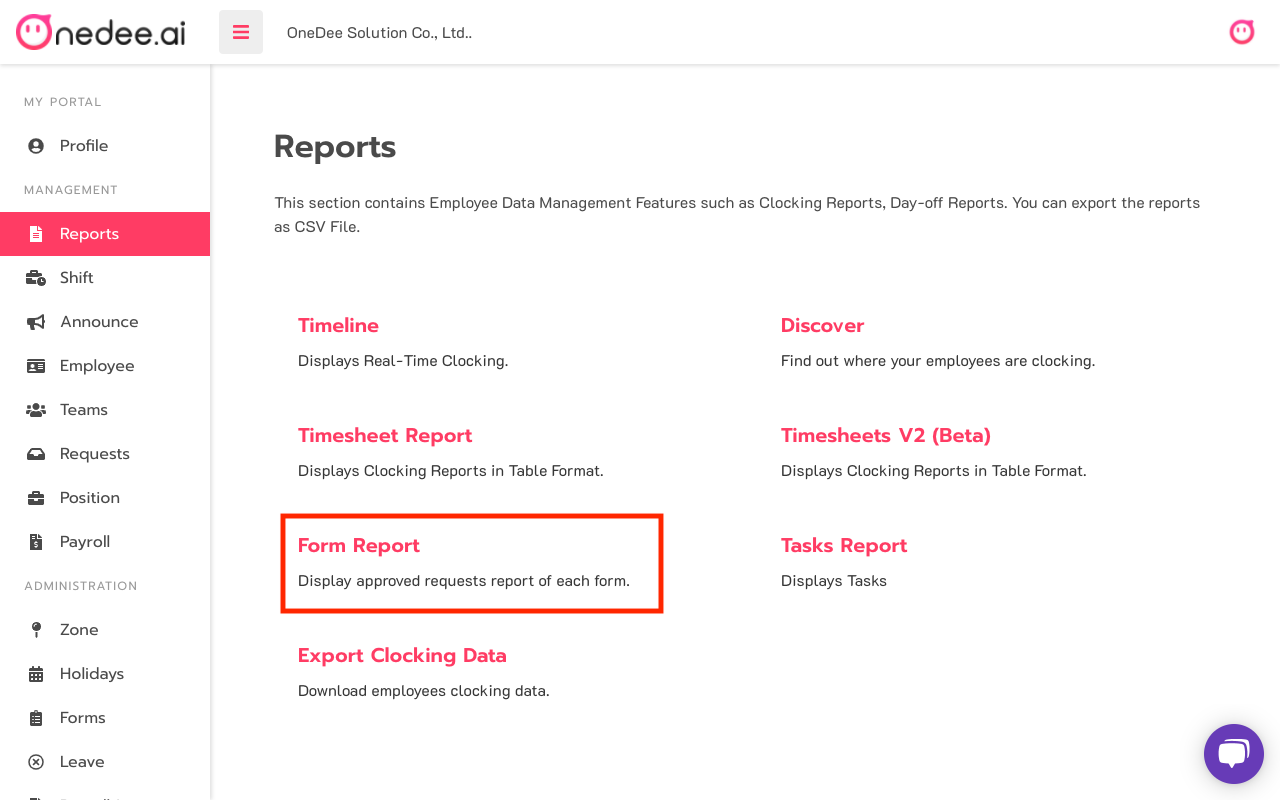 Onedee.ai
OneDee Solution Co., Ltd..
MY PORTAL
Profile
MANAGEMENT
Reports
Shift
Announce
Employee
Teams
Requests
Position
Payroll
ADMINISTRATION
Zone
Holidays
Forms
Leave
Reports
This section contains Employee Data Management Features such as Clocking Reports, Day-off Reports. You can export the reports
as CSV File.
Timeline
Displays Real-Time Clocking.
Discover
Find out where your employees are clocking.
Timesheet Report
Displays Clocking Reports in Table Format.
Timesheets V2 (Beta)
Displays Clocking Reports in Table Format.
Form Report
Display approved requests report of each form.
Tasks Report
Displays Tasks
Export Clocking Data
Download employees clocking data.